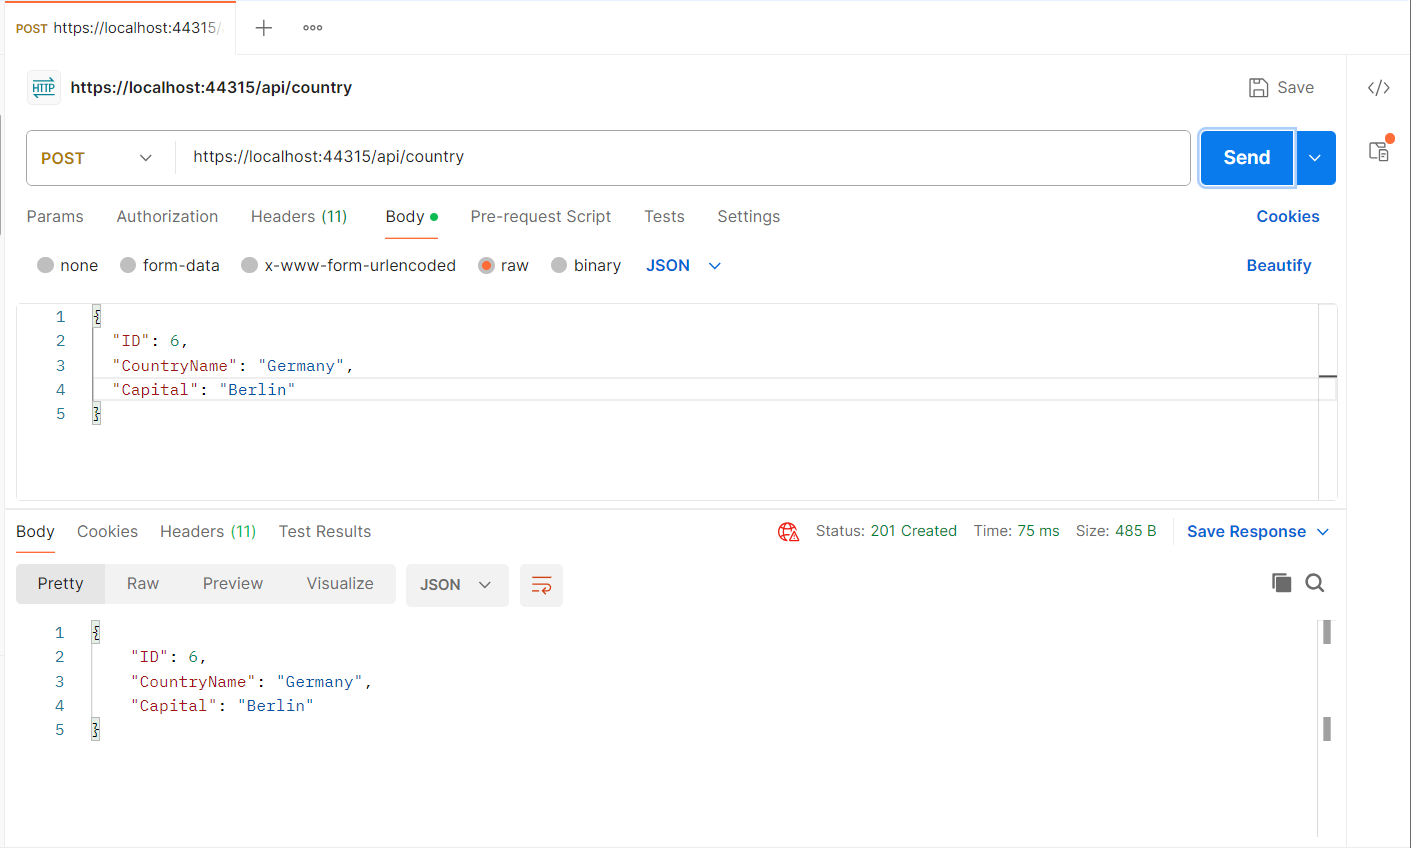 POST https://localhost:44315/
HTTP https://localhost:44315/api/country Save
POST https://localhost:44315/api/country Send
Params Authorization Headers (11) Body Pre-request Script Tests Settings Cookies
none form-data x-www-form-urlencoded raw binary JSON Beautify
1 {
2 "ID": 6,
3 "CountryName": "Germany",
4 "Capital": "Berlin"
5 }
Body Cookies Headers (11) Test Results Status: 201 Created Time: 75 ms Size: 485 B Save Response
Pretty Raw Preview Visualize JSON
1 {
2 "ID": 6,
3 "CountryName": "Germany",
4 "Capital": "Berlin"
5 }